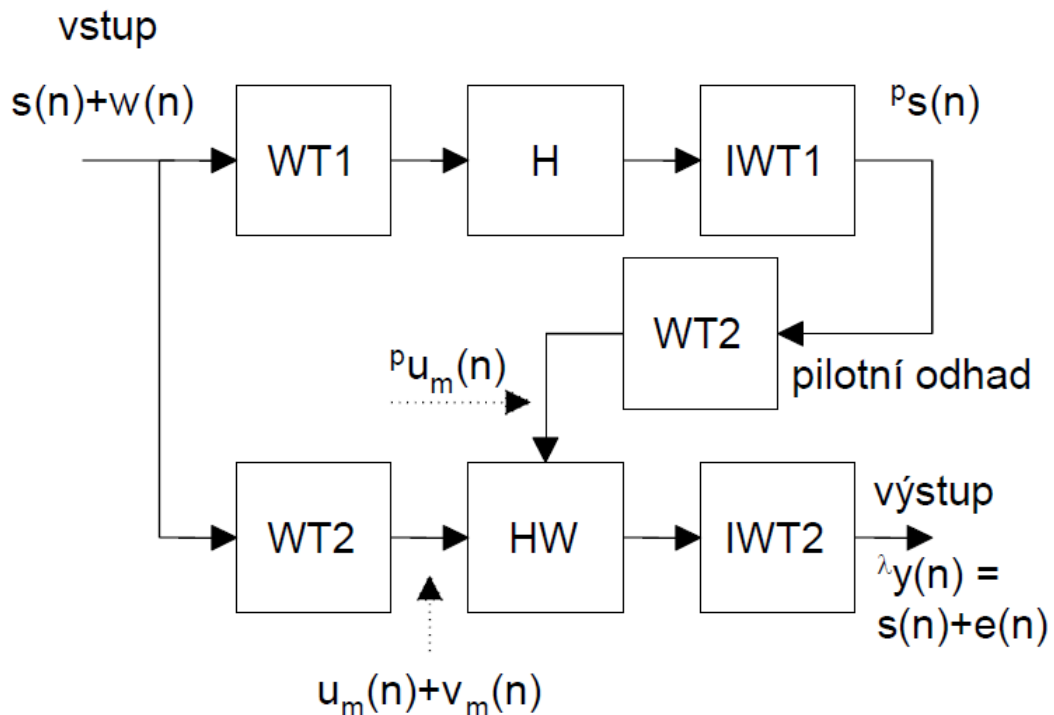 vstup
s(n)+w(n)
WT1
H
IWT1
ᵖs(n)
WT2
ᵖuₘ(n)
pilotní odhad
WT2
HW
IWT2
výstup
^λy(n) =
s(n)+e(n)
uₘ(n)+vₘ(n)